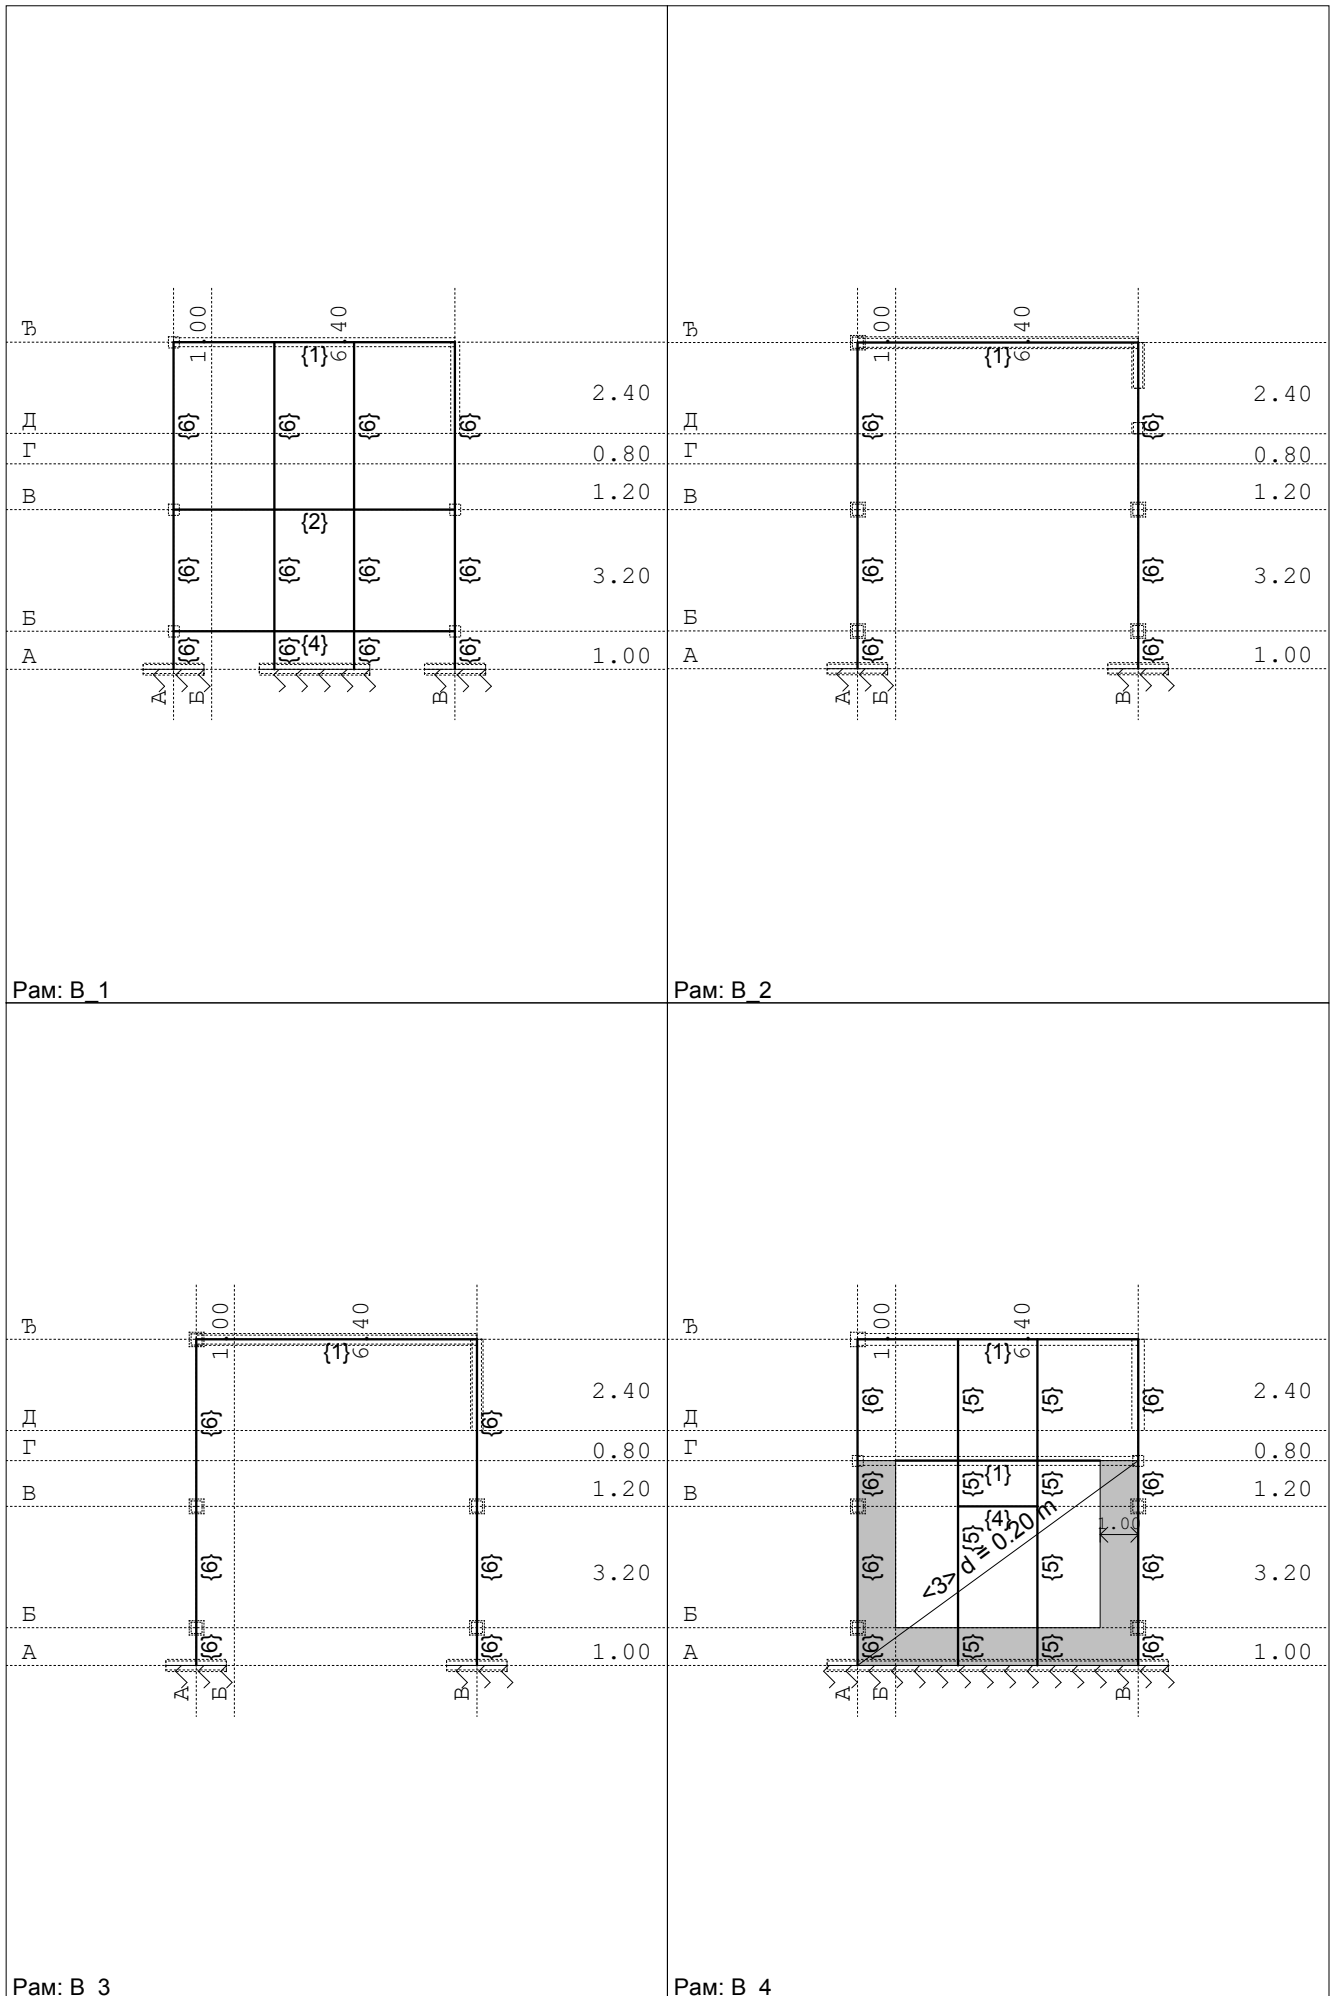 1.00 6.40
Ђ
{1}
2.40
Д {6} {6} {6} {6}
Г 0.80
В 1.20
{2}
{6} {6} {6} {6} 3.20
Б
{6} {6} {4} {6} {6}
А 1.00
А Б В
Рам: В_1
1.00 6.40
Ђ
{1}
2.40
Д {6} {6}
Г 0.80
В 1.20
{6} {6} 3.20
Б
{6} {6}
А 1.00
А Б В
Рам: В_2
1.00 6.40
Ђ
{1}
2.40
Д {6} {6}
Г 0.80
В 1.20
{6} {6} 3.20
Б
{6} {6}
А 1.00
А Б В
Рам: В_3
1.00 6.40
Ђ
{1}
{6} {5} {5} {6} 2.40
Д
Г 0.80
{6} {5} {1} {5} {6} 1.20
В
{4} 1.00
{5}
<3> d = 0.20 m
{6} {5} {6} 3.20
Б
{6} {5} {5} {6}
А 1.00
А Б В
Рам: В_4